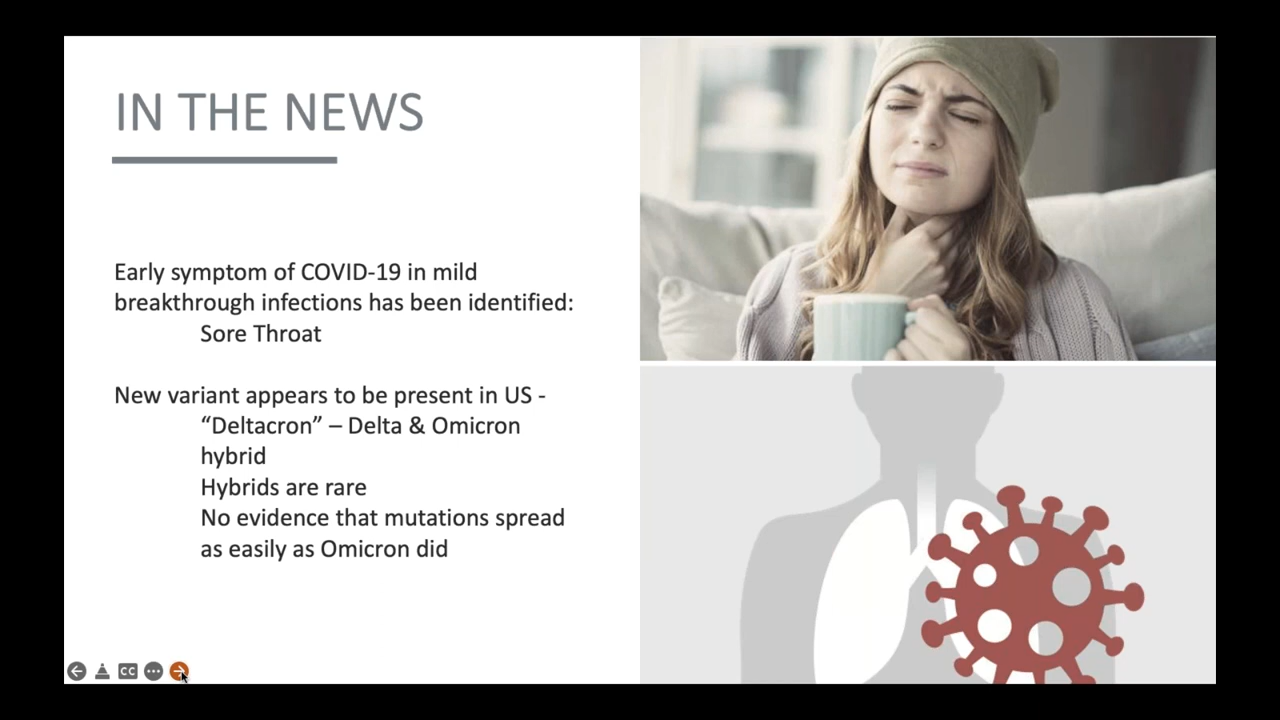 IN THE NEWS
Early symptom of COVID-19 in mild
breakthrough infections has been identified:
Sore Throat
New variant appears to be present in US -
“Deltacron” – Delta & Omicron
hybrid
Hybrids are rare
No evidence that mutations spread
as easily as Omicron did
CC